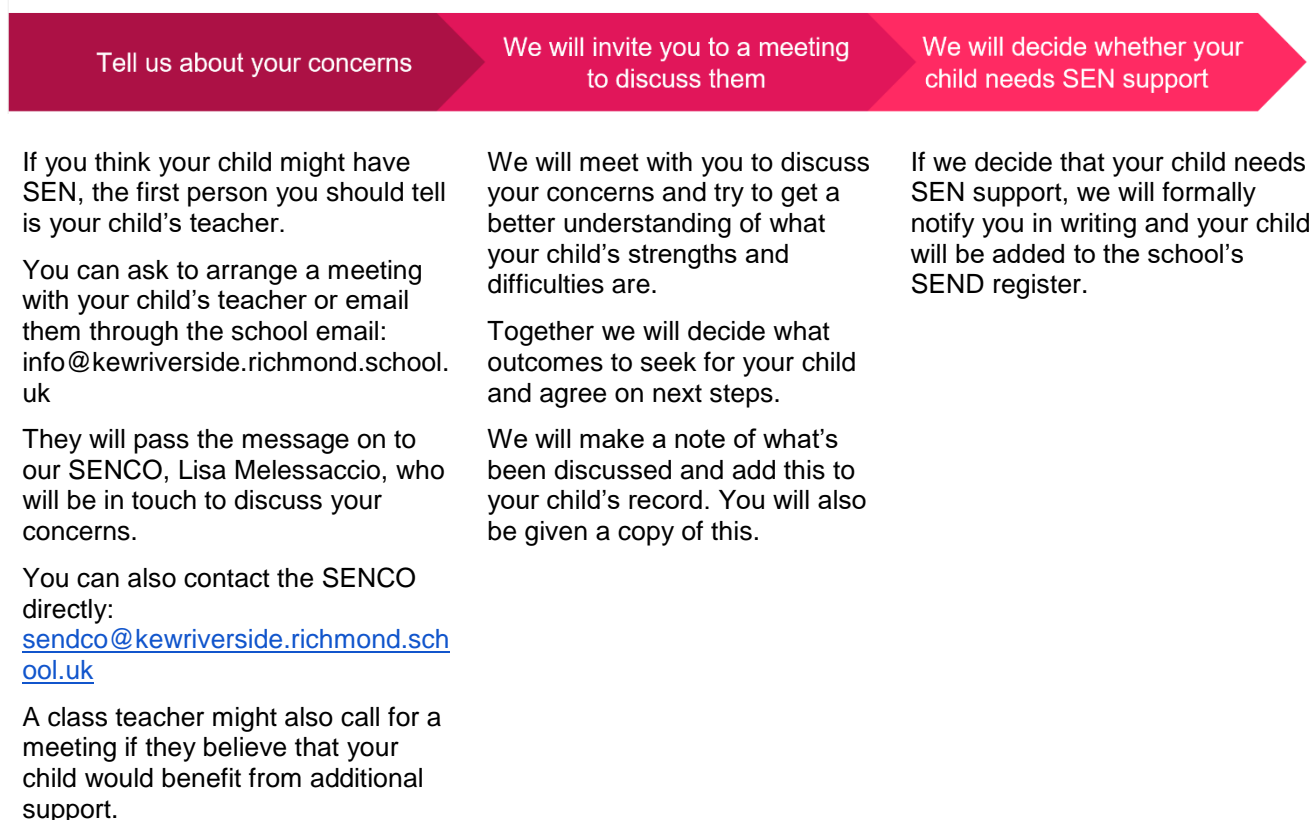 Tell us about your concerns
We will invite you to a meeting
to discuss them
We will decide whether your
child needs SEN support
If you think your child might have
SEN, the first person you should tell
is your child’s teacher.
You can ask to arrange a meeting
with your child’s teacher or email
them through the school email:
info@kewriverside.richmond.school.
uk
They will pass the message on to
our SENCO, Lisa Melessaccio, who
will be in touch to discuss your
concerns.
You can also contact the SENCO
directly:
sendco@kewriverside.richmond.sch
ool.uk
A class teacher might also call for a
meeting if they believe that your
child would benefit from additional
support.
We will meet with you to discuss
your concerns and try to get a
better understanding of what
your child’s strengths and
difficulties are.
Together we will decide what
outcomes to seek for your child
and agree on next steps.
We will make a note of what’s
been discussed and add this to
your child’s record. You will also
be given a copy of this.
If we decide that your child needs
SEN support, we will formally
notify you in writing and your child
will be added to the school’s
SEND register.